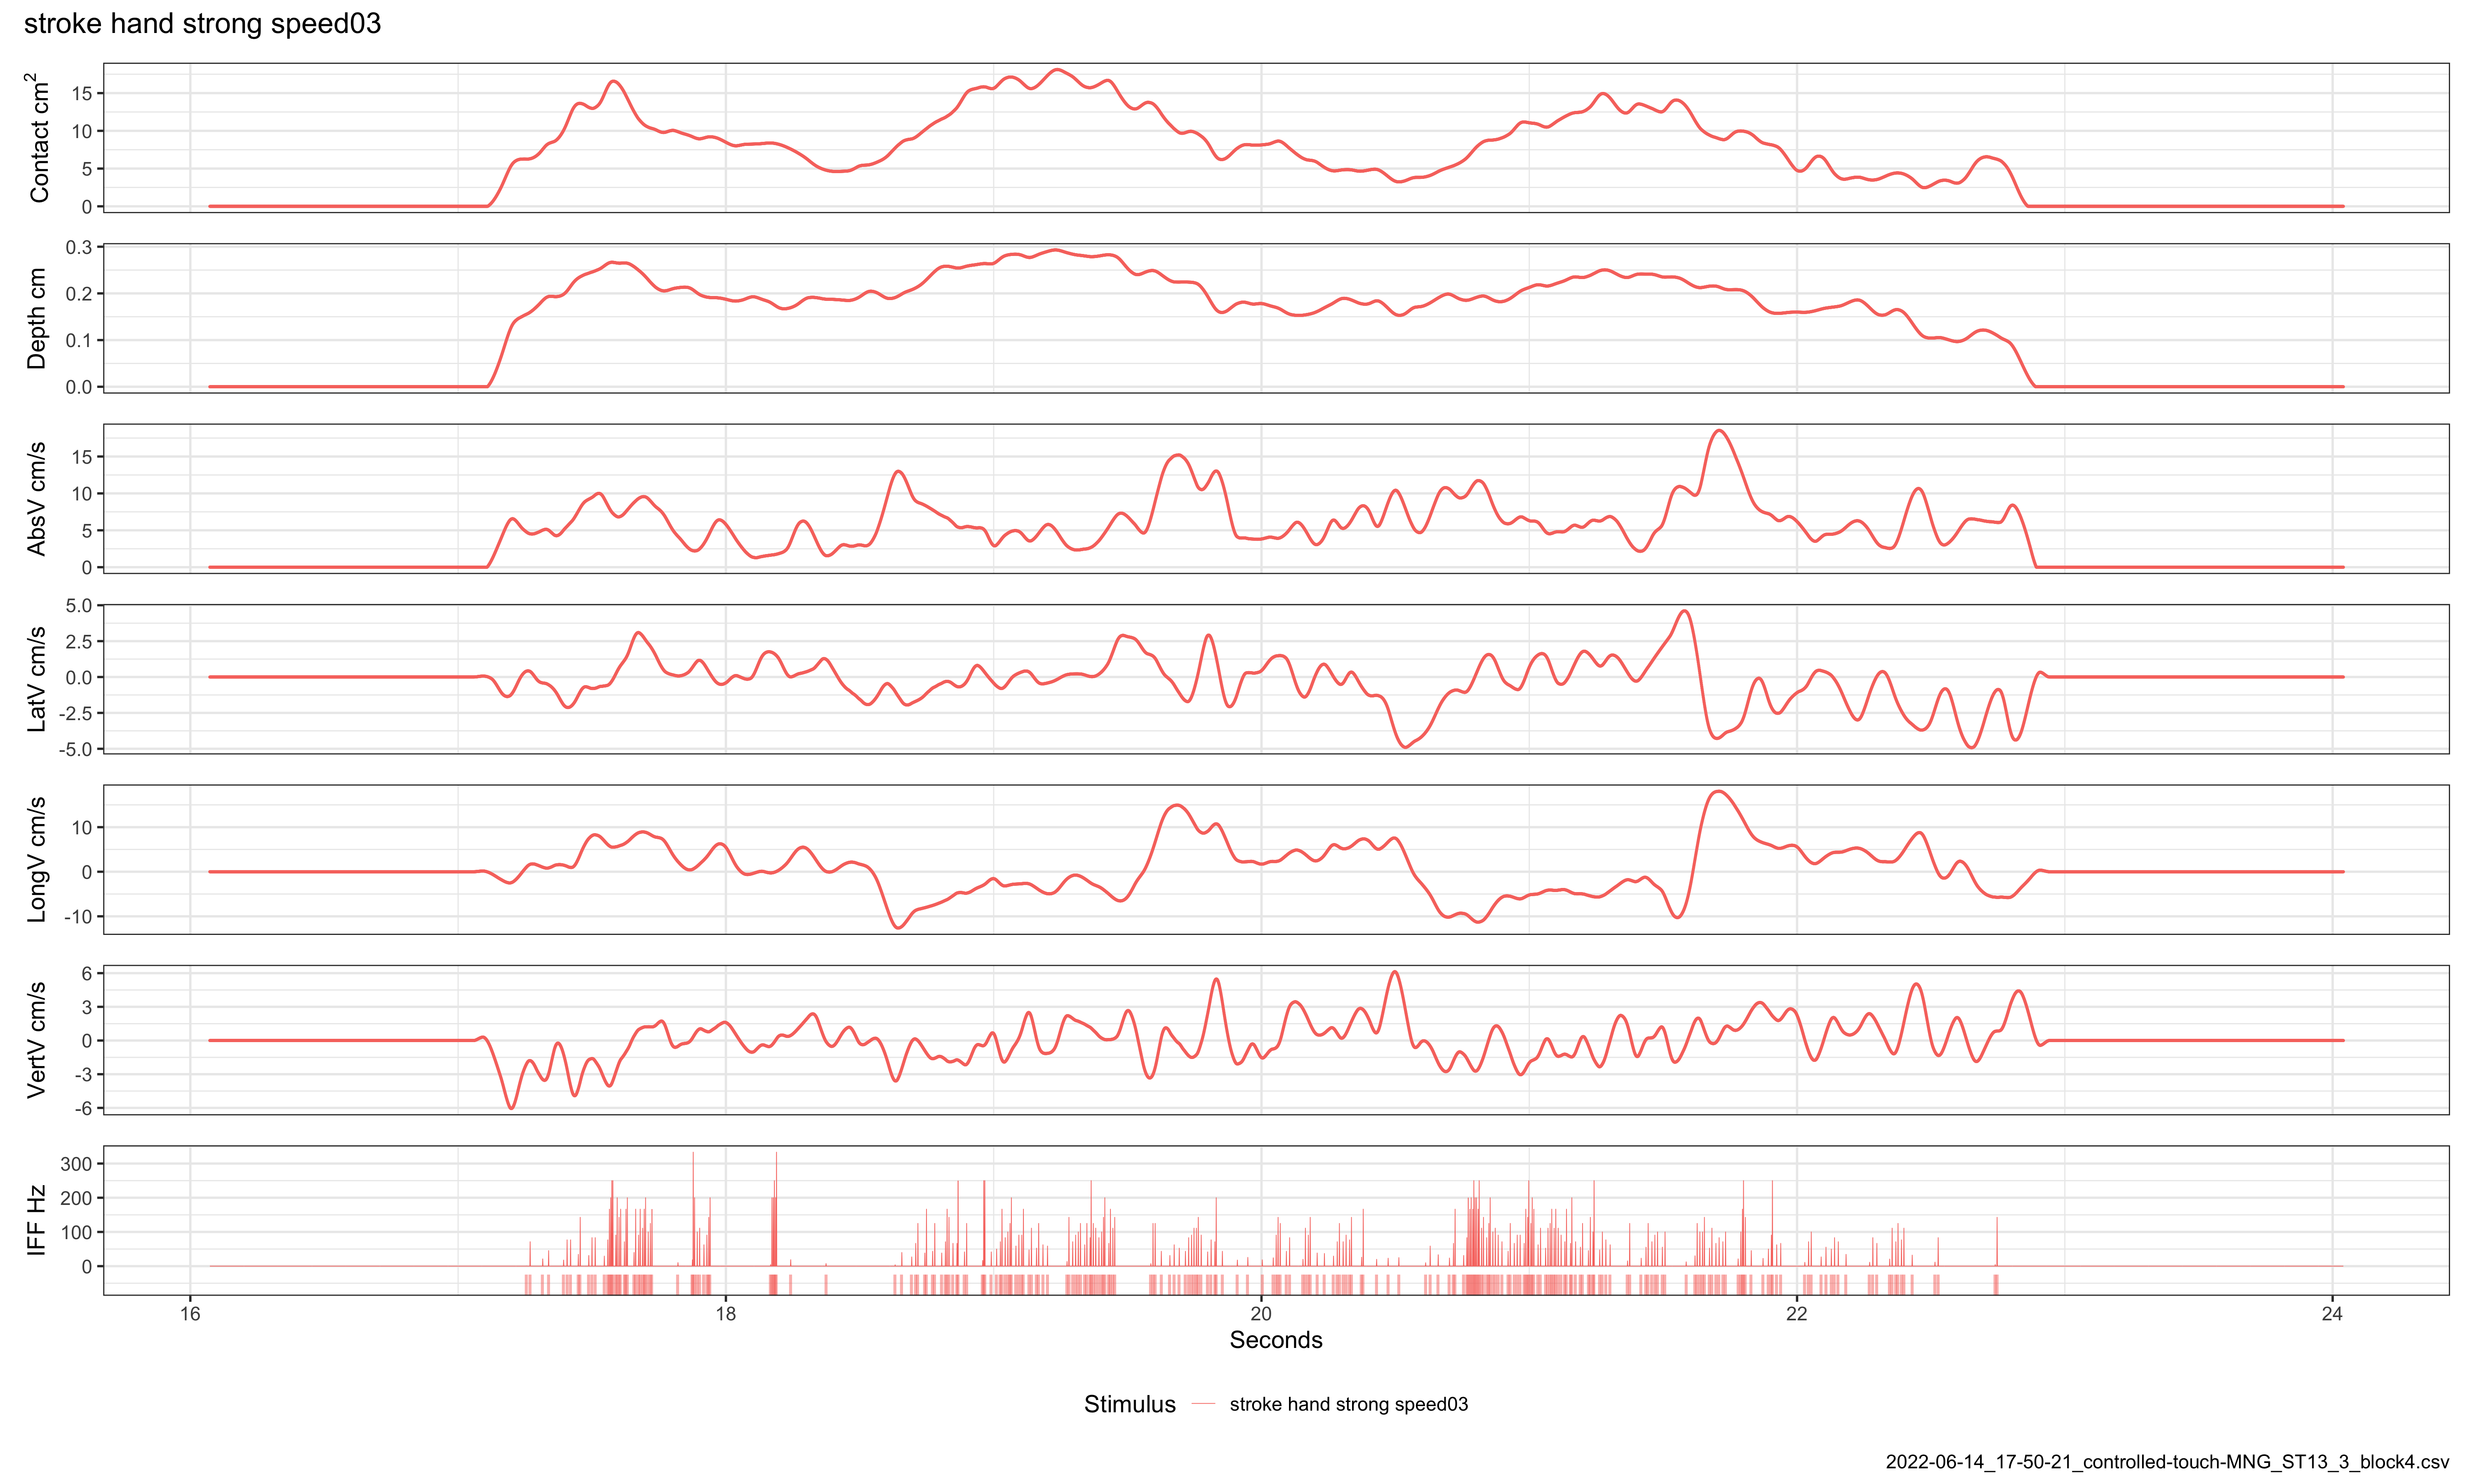 stroke hand strong speed03
Contact cm²
15
10
5
0
Depth cm
0.3
0.2
0.1
0.0
AbsV cm/s
15
10
5
0
LatV cm/s
5.0
2.5
0.0
-2.5
-5.0
LongV cm/s
10
0
-10
VertV cm/s
6
3
0
-3
-6
IFF Hz
300
200
100
0
16 18 20 22 24
Seconds
Stimulus stroke hand strong speed03
2022-06-14_17-50-21_controlled-touch-MNG_ST13_3_block4.csv